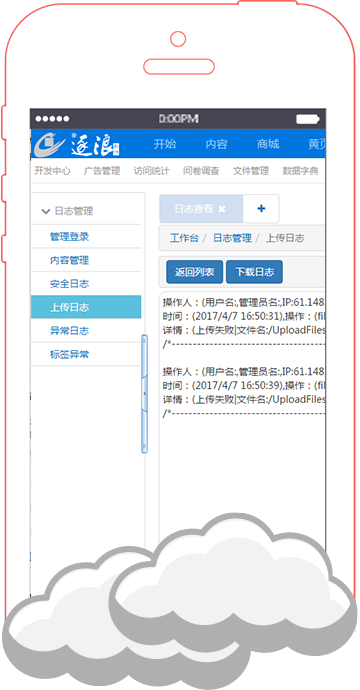 0:00PM
逐浪 ® 开始 内容 商城 黄页
开发中心 广告管理 访问统计 问卷调查 文件管理 数据字典
日志管理
管理登录
内容管理
安全日志
上传日志
异常日志
标签异常
日志查看 ✖ +
工作台 / 日志管理 / 上传日志
返回列表 下载日志
操作人：(用户名:,管理员名:,IP:61.148.
时间：(2017/4/7 16:50:31),操作：(fil
详情：(上传失败|文件名:/UploadFiles
/*------------------------------------
操作人：(用户名:,管理员名:,IP:61.148.
时间：(2017/4/7 16:50:39),操作：(fil
详情：(上传失败|文件名:/UploadFiles
/*------------------------------------